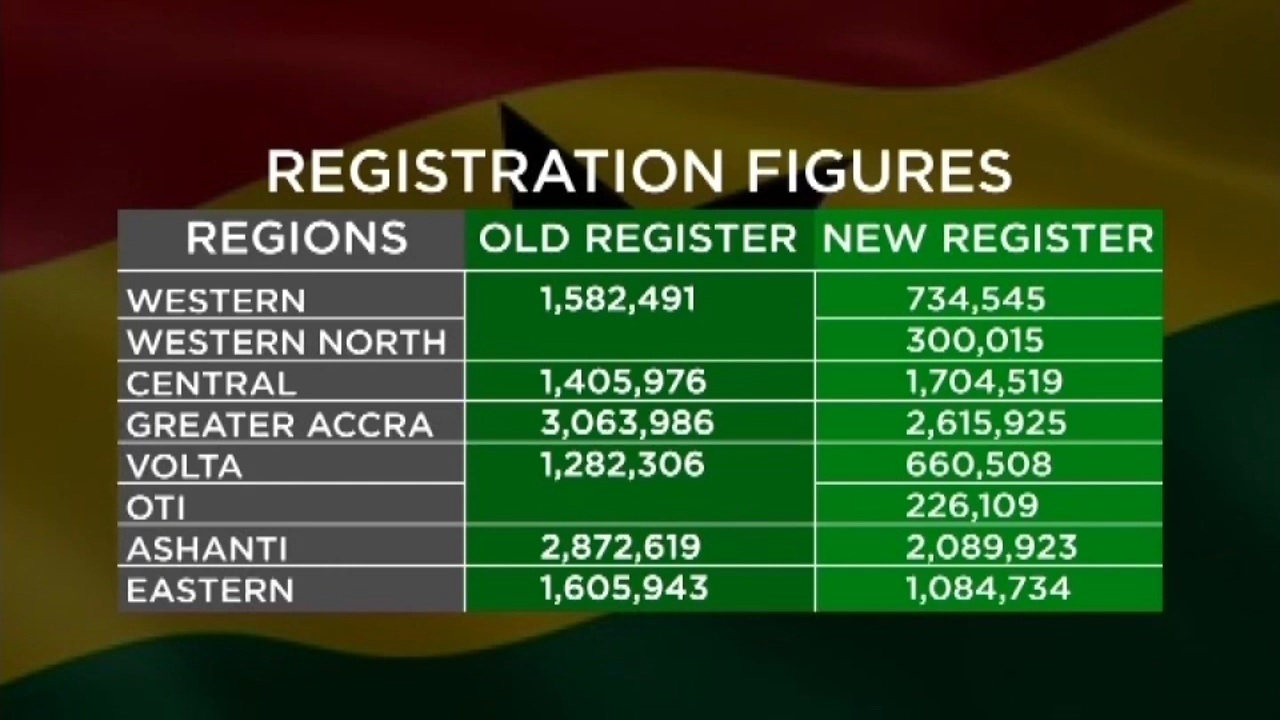 REGISTRATION FIGURES
REGIONS OLD REGISTER NEW REGISTER
WESTERN 1,582,491 734,545
WESTERN NORTH 300,015
CENTRAL 1,405,976 1,704,519
GREATER ACCRA 3,063,986 2,615,925
VOLTA 1,282,306 660,508
OTI 226,109
ASHANTI 2,872,619 2,089,923
EASTERN 1,605,943 1,084,734